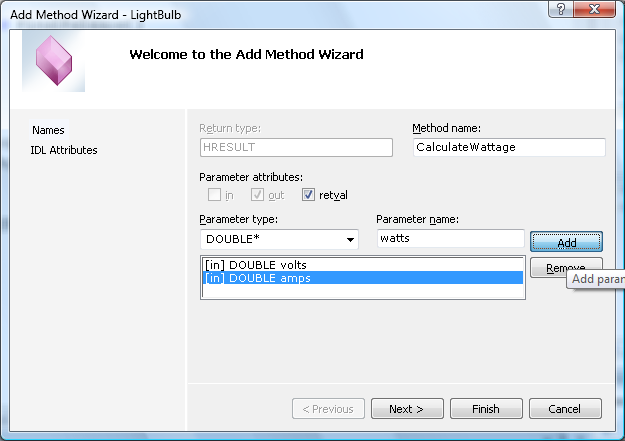 Add Method Wizard - LightBulb
Welcome to the Add Method Wizard
Names
IDL Attributes
Return type:
HRESULT
Method name:
CalculateWattage
Parameter attributes:
in
out
retval
Parameter type:
DOUBLE*
Parameter name:
watts
Add
[in] DOUBLE volts
[in] DOUBLE amps
Remove
Add param
< Previous
Next >
Finish
Cancel